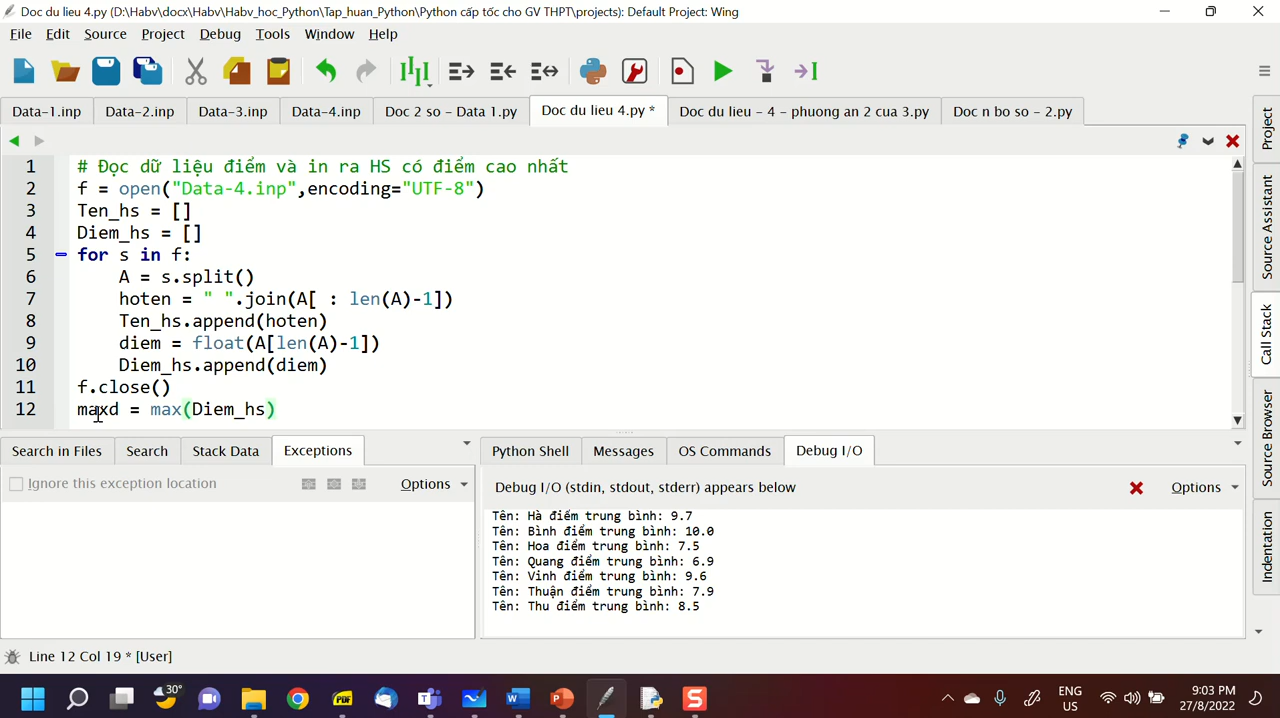 Doc du lieu 4.py (D:\Habv\docx\Habv\Habv_hoc_Python\Tap_huan_Python\Python cấp tốc cho GV THPT\projects): Default Project: Wing
File Edit Source Project Debug Tools Window Help
Data-1.inp Data-2.inp Data-3.inp Data-4.inp Doc 2 so - Data 1.py Doc du lieu 4.py * Doc du lieu - 4 - phuong an 2 cua 3.py Doc n bo so - 2.py
1 # Đọc dữ liệu điểm và in ra HS có điểm cao nhất
2 f = open("Data-4.inp",encoding="UTF-8")
3 Ten_hs = []
4 Diem_hs = []
5 for s in f:
6 A = s.split()
7 hoten = " ".join(A[ : len(A)-1])
8 Ten_hs.append(hoten)
9 diem = float(A[len(A)-1])
10 Diem_hs.append(diem)
11 f.close()
12 maxd = max(Diem_hs)
Project
Source Assistant
Call Stack
Source Browser
Indentation
Search in Files Search Stack Data Exceptions
Ignore this exception location Options
Python Shell Messages OS Commands Debug I/O
Debug I/O (stdin, stdout, stderr) appears below Options
Tên: Hà điểm trung bình: 9.7
Tên: Bình điểm trung bình: 10.0
Tên: Hoa điểm trung bình: 7.5
Tên: Quang điểm trung bình: 6.9
Tên: Vinh điểm trung bình: 9.6
Tên: Thuận điểm trung bình: 7.9
Tên: Thu điểm trung bình: 8.5
Line 12 Col 19 * [User]
30°
PDF
ENG
US
9:03 PM
27/8/2022